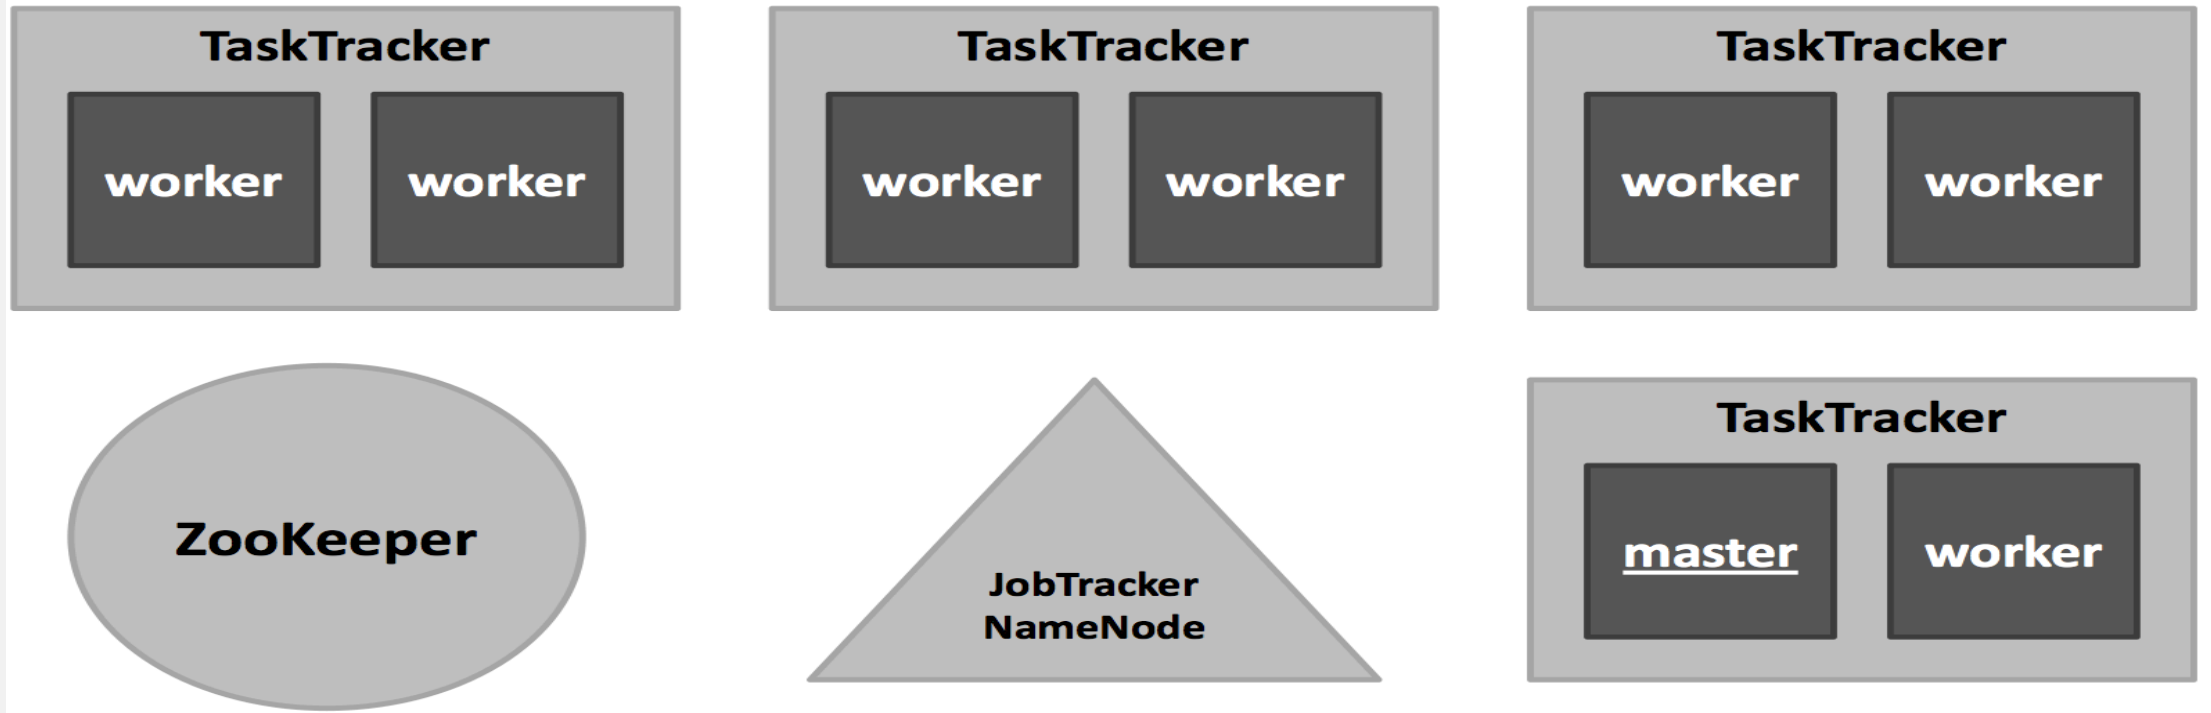 TaskTracker
worker
worker
TaskTracker
worker
worker
TaskTracker
worker
worker
ZooKeeper
JobTracker
NameNode
TaskTracker
master
worker